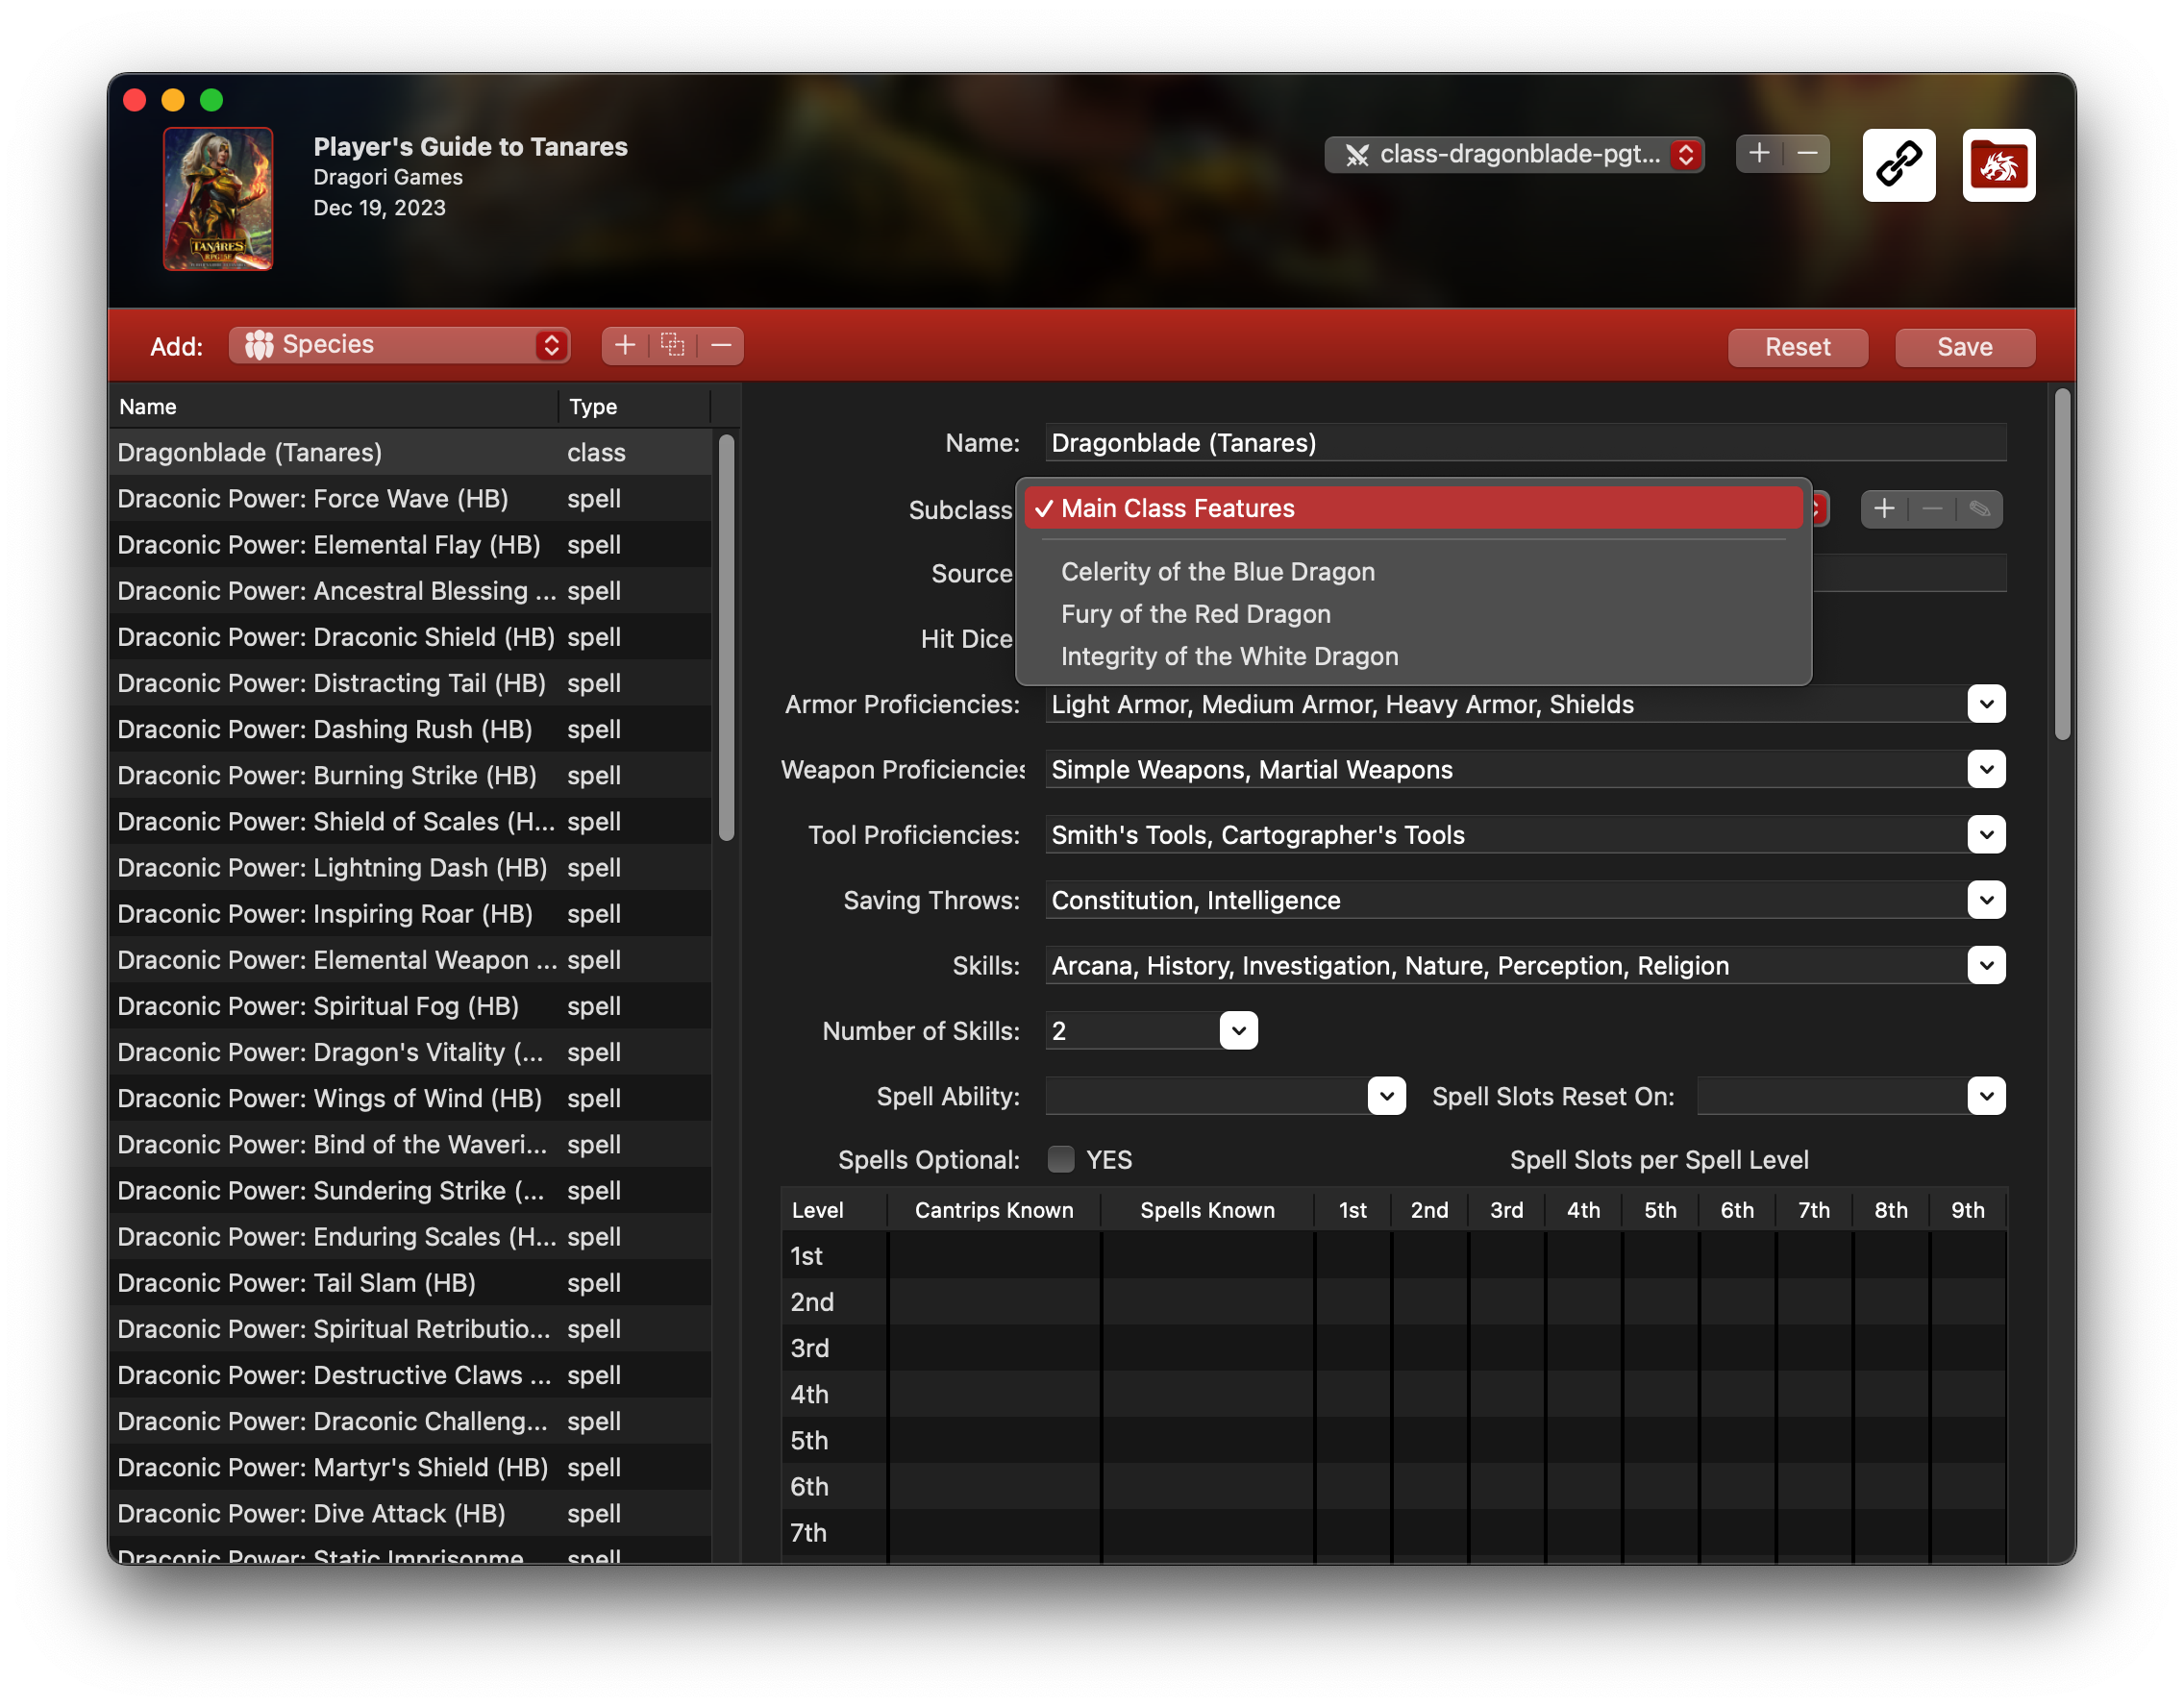 Player's Guide to Tanares
Dragori Games
Dec 19, 2023
TANARES
class-dragonblade-pgt...
Add:
Species
Reset
Save
Name
Type
Dragonblade (Tanares) class
Draconic Power: Force Wave (HB) spell
Draconic Power: Elemental Flay (HB) spell
Draconic Power: Ancestral Blessing ... spell
Draconic Power: Draconic Shield (HB) spell
Draconic Power: Distracting Tail (HB) spell
Draconic Power: Dashing Rush (HB) spell
Draconic Power: Burning Strike (HB) spell
Draconic Power: Shield of Scales (H... spell
Draconic Power: Lightning Dash (HB) spell
Draconic Power: Inspiring Roar (HB) spell
Draconic Power: Elemental Weapon ... spell
Draconic Power: Spiritual Fog (HB) spell
Draconic Power: Dragon's Vitality (... spell
Draconic Power: Wings of Wind (HB) spell
Draconic Power: Bind of the Waveri... spell
Draconic Power: Sundering Strike (... spell
Draconic Power: Enduring Scales (H... spell
Draconic Power: Tail Slam (HB) spell
Draconic Power: Spiritual Retributio... spell
Draconic Power: Destructive Claws ... spell
Draconic Power: Draconic Challeng... spell
Draconic Power: Martyr's Shield (HB) spell
Draconic Power: Dive Attack (HB) spell
Draconic Power: Static Imprisonme spell
Name: Dragonblade (Tanares)
Subclass
✓ Main Class Features
Celerity of the Blue Dragon
Fury of the Red Dragon
Integrity of the White Dragon
Source
Hit Dice
Armor Proficiencies: Light Armor, Medium Armor, Heavy Armor, Shields
Weapon Proficiencies Simple Weapons, Martial Weapons
Tool Proficiencies: Smith's Tools, Cartographer's Tools
Saving Throws: Constitution, Intelligence
Skills: Arcana, History, Investigation, Nature, Perception, Religion
Number of Skills: 2
Spell Ability: Spell Slots Reset On:
Spells Optional: YES Spell Slots per Spell Level
Level Cantrips Known Spells Known 1st 2nd 3rd 4th 5th 6th 7th 8th 9th
1st
2nd
3rd
4th
5th
6th
7th